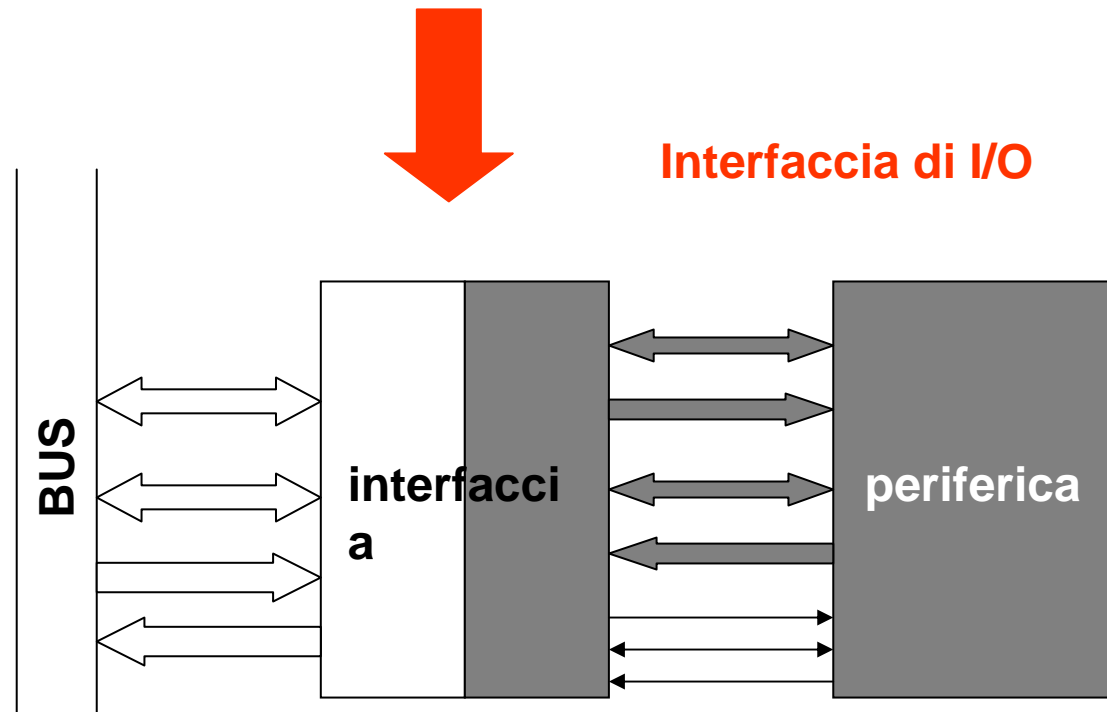 Interfaccia di I/O
BUS
interfacci
a
periferica